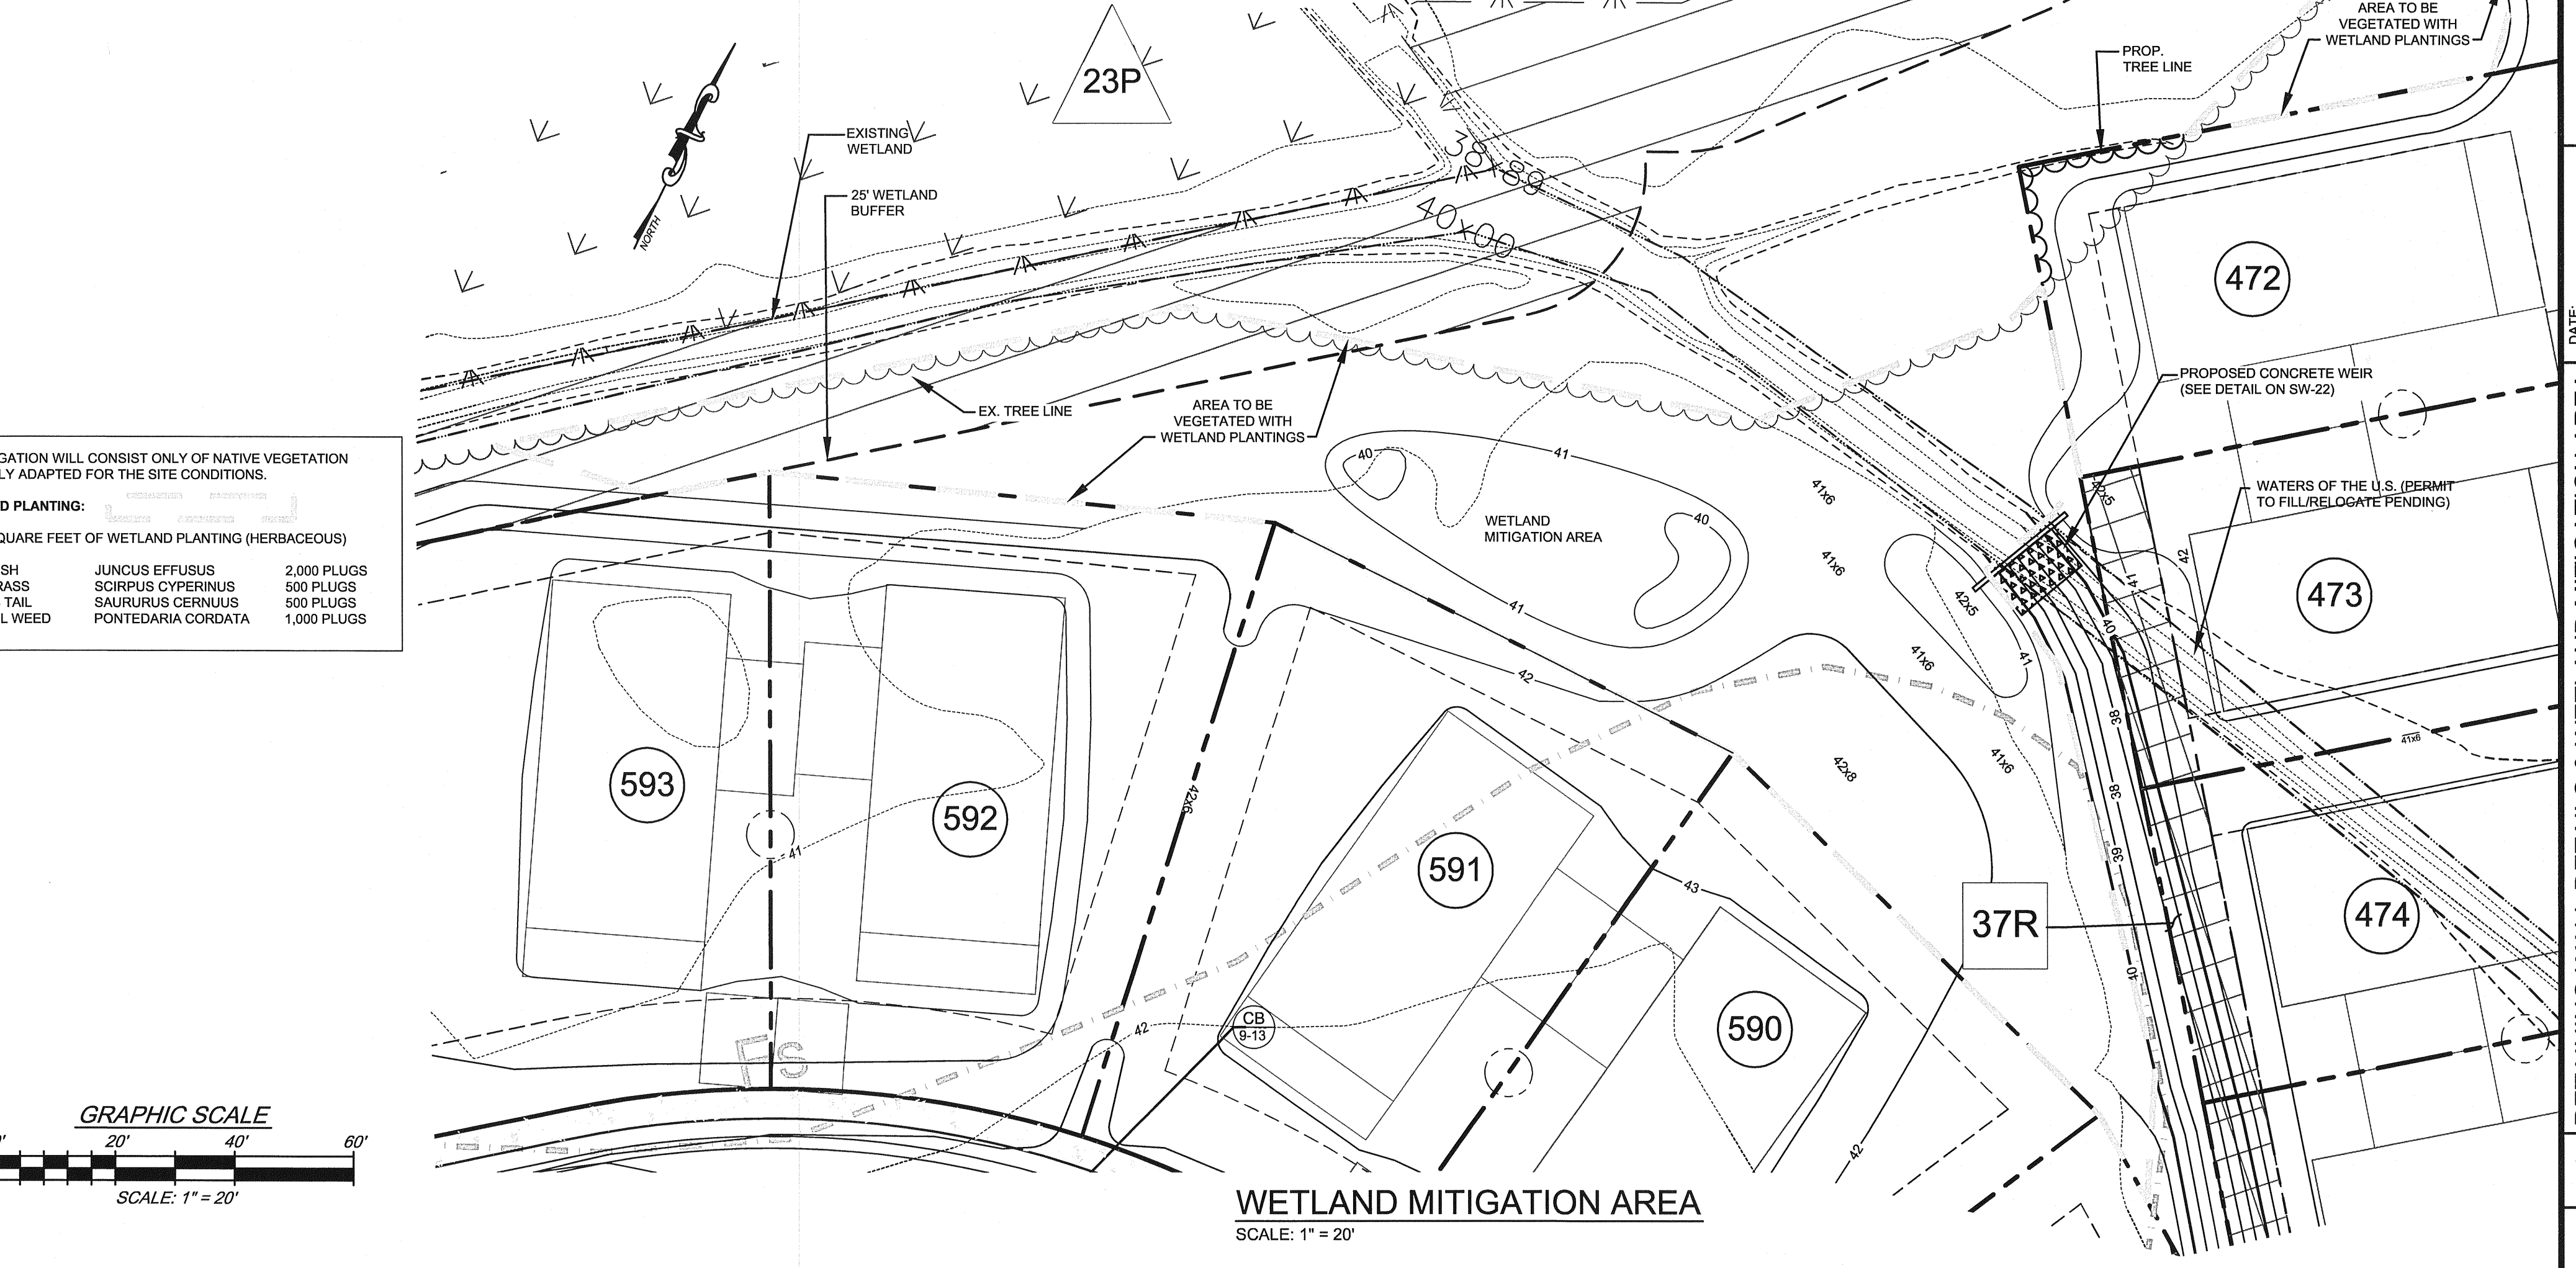 23P
EXISTING
WETLAND
25' WETLAND
BUFFER
NORTH
38x89
40x00
PROP.
TREE LINE
AREA TO BE
VEGETATED WITH
WETLAND PLANTINGS
472
PROPOSED CONCRETE WEIR
(SEE DETAIL ON SW-22)
EX. TREE LINE
AREA TO BE
VEGETATED WITH
WETLAND PLANTINGS
WATERS OF THE U.S. (PERMIT
TO FILL/RELOCATE PENDING)
GATION WILL CONSIST ONLY OF NATIVE VEGETATION
LY ADAPTED FOR THE SITE CONDITIONS.
D PLANTING:
QUARE FEET OF WETLAND PLANTING (HERBACEOUS)
SH JUNCUS EFFUSUS 2,000 PLUGS
RASS SCIRPUS CYPERINUS 500 PLUGS
TAIL SAURURUS CERNUUS 500 PLUGS
L WEED PONTEDARIA CORDATA 1,000 PLUGS
40
41
40
WETLAND
MITIGATION AREA
41
41x6
41x6
42x5
42x5
41x6
41
41
42
40
473
42
42x8
41x6
41x6
38
38
39
40
593
592
42x6
41
591
43
590
37R
474
42
CB
9-13
FS
42
GRAPHIC SCALE
20' 40' 60'
SCALE: 1" = 20'
WETLAND MITIGATION AREA
SCALE: 1" = 20'
DATE: